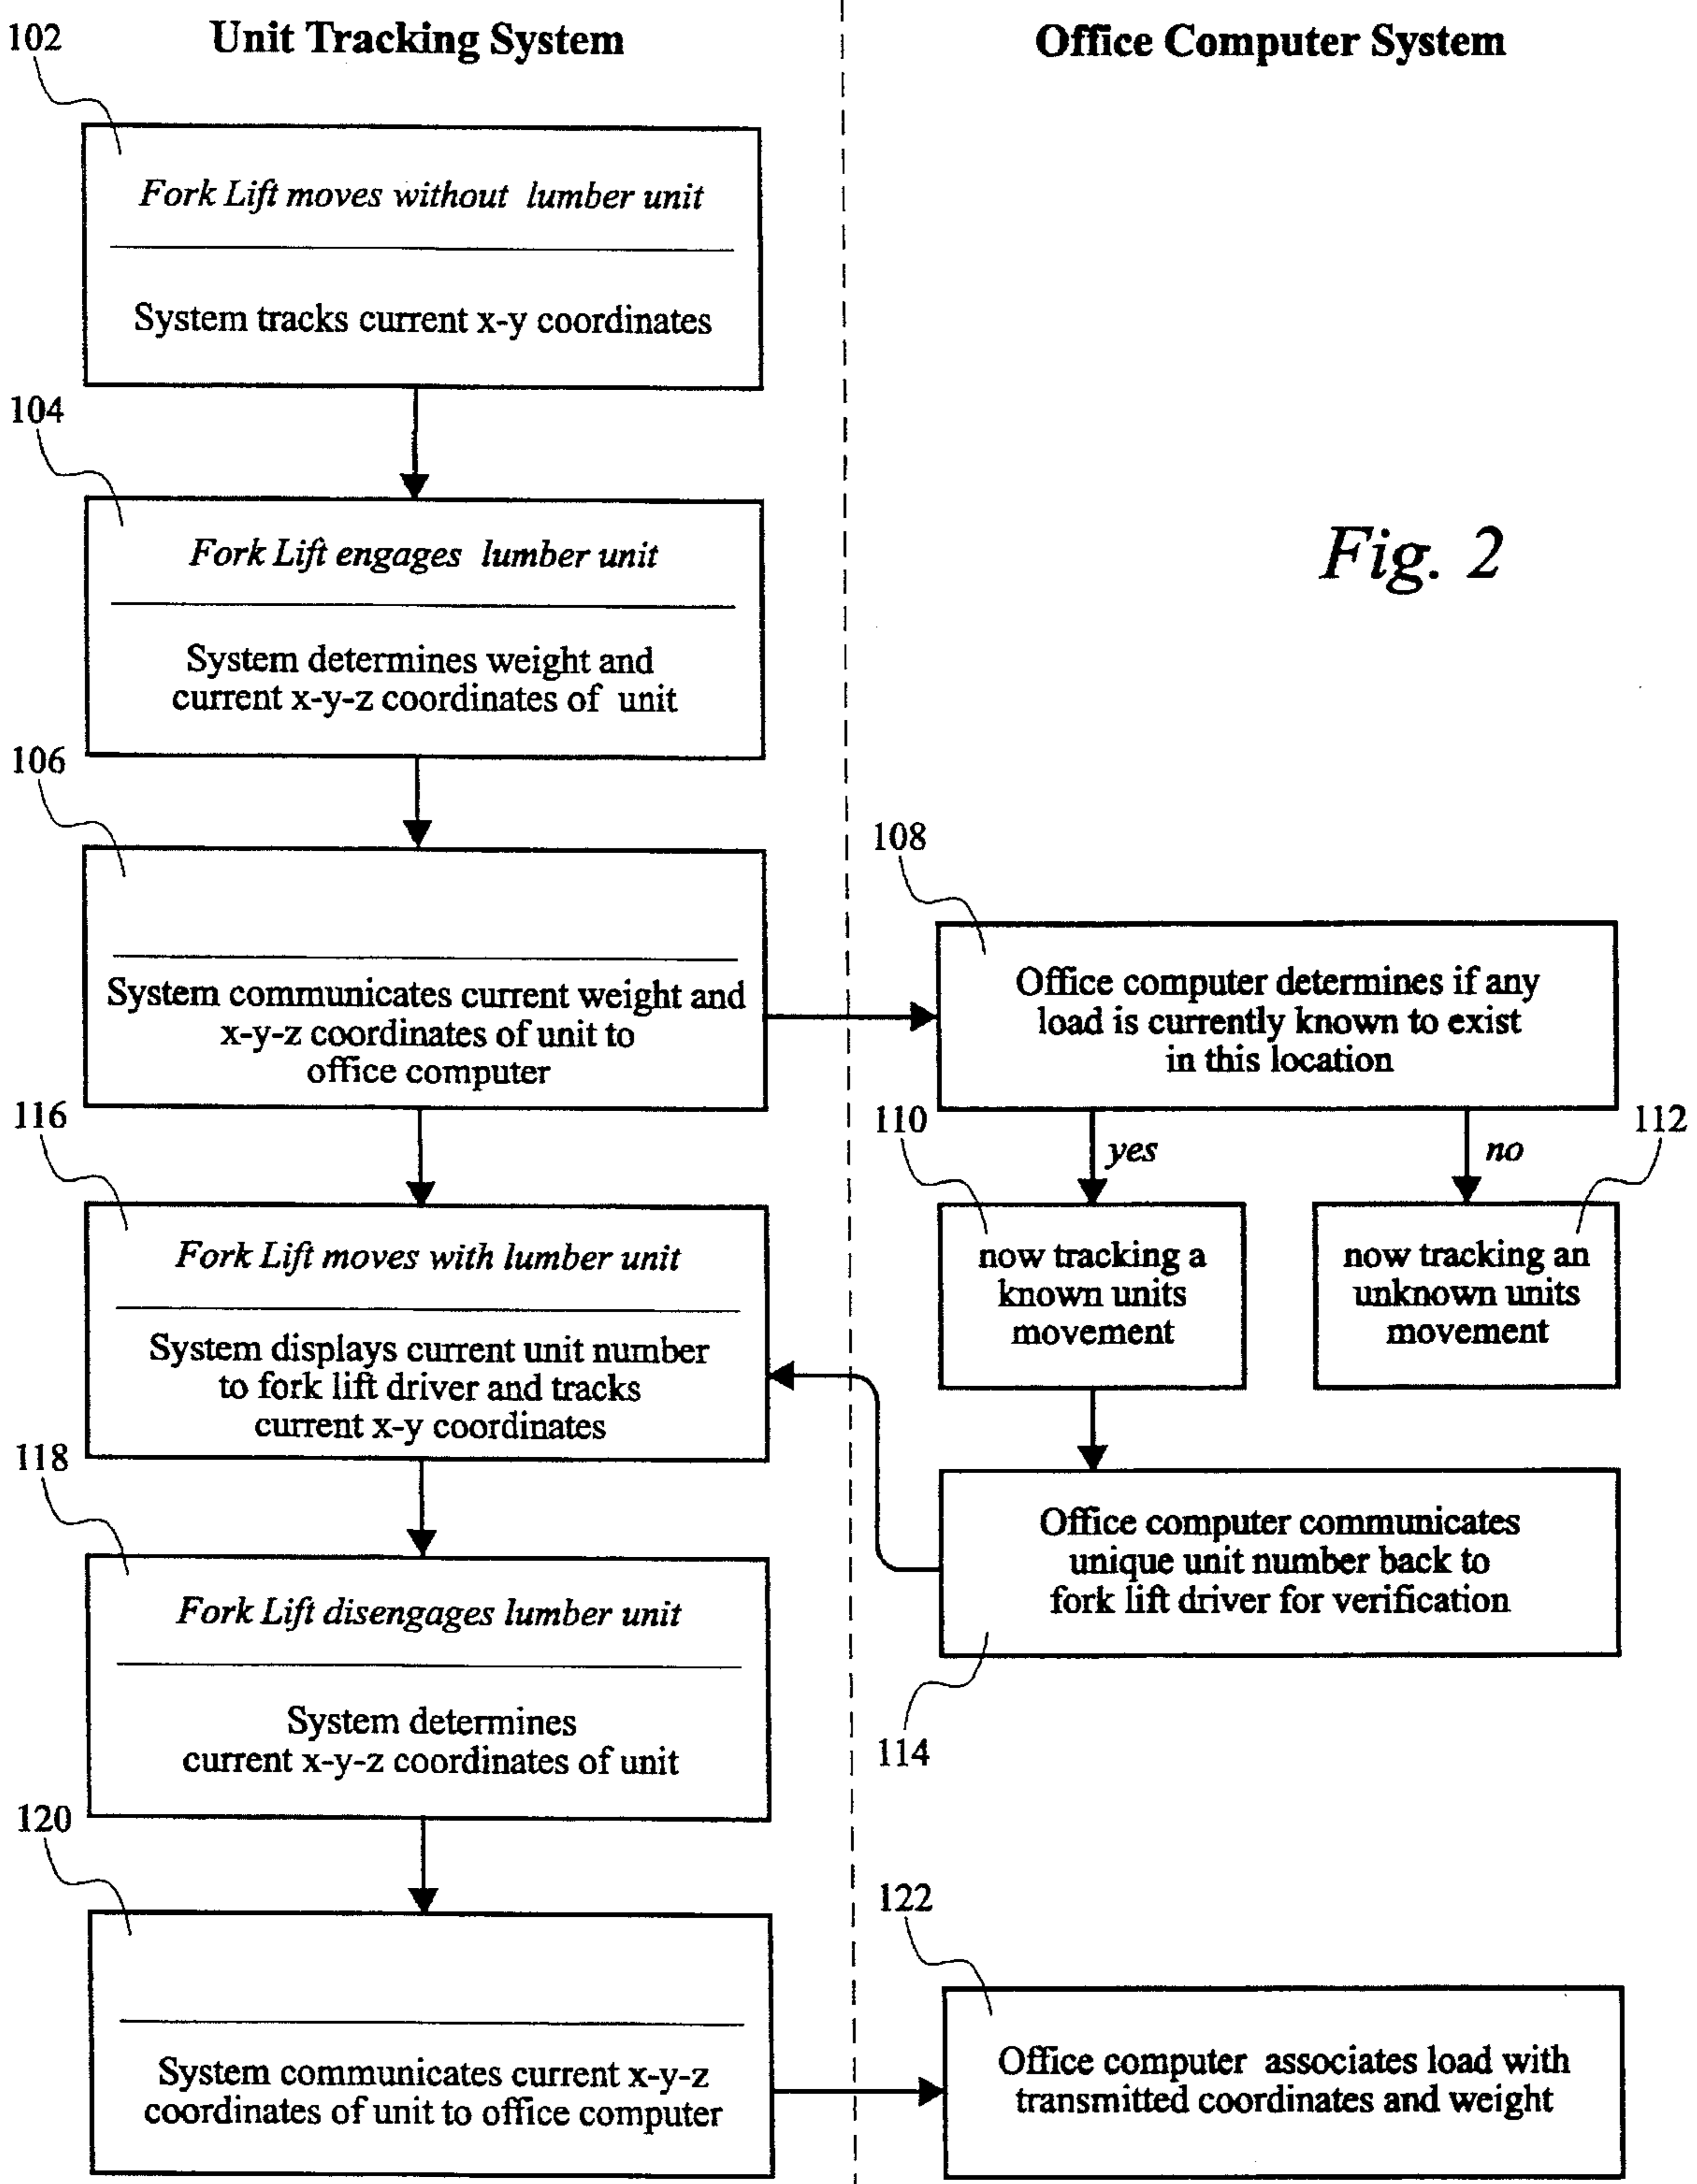 Unit Tracking System
Office Computer System
102
Fork Lift moves without lumber unit
System tracks current x-y coordinates
104
Fork Lift engages lumber unit
System determines weight and
current x-y-z coordinates of unit
Fig. 2
106
System communicates current weight and
x-y-z coordinates of unit to
office computer
108
Office computer determines if any
load is currently known to exist
in this location
110
yes
no
112
now tracking a
known units
movement
now tracking an
unknown units
movement
116
Fork Lift moves with lumber unit
System displays current unit number
to fork lift driver and tracks
current x-y coordinates
Office computer communicates
unique unit number back to
fork lift driver for verification
114
118
Fork Lift disengages lumber unit
System determines
current x-y-z coordinates of unit
120
System communicates current x-y-z
coordinates of unit to office computer
122
Office computer associates load with
transmitted coordinates and weight